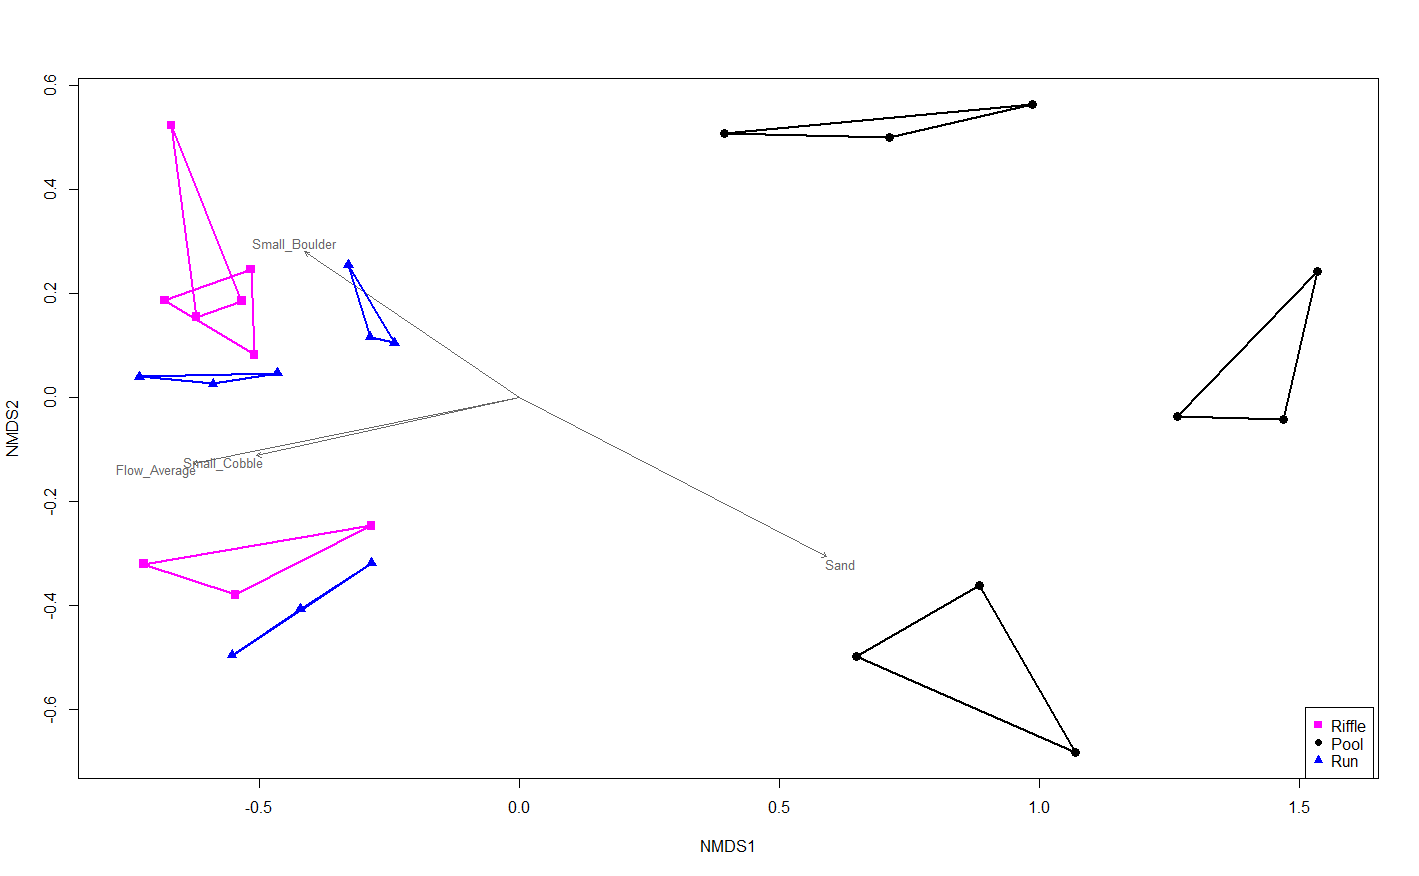 0.6
0.4
0.2
0.0
-0.2
-0.4
-0.6
NMDS2
Small_Boulder
Small_Cobble
Flow_Average
Sand
Riffle
Pool
Run
-0.5
0.0
0.5
1.0
1.5
NMDS1